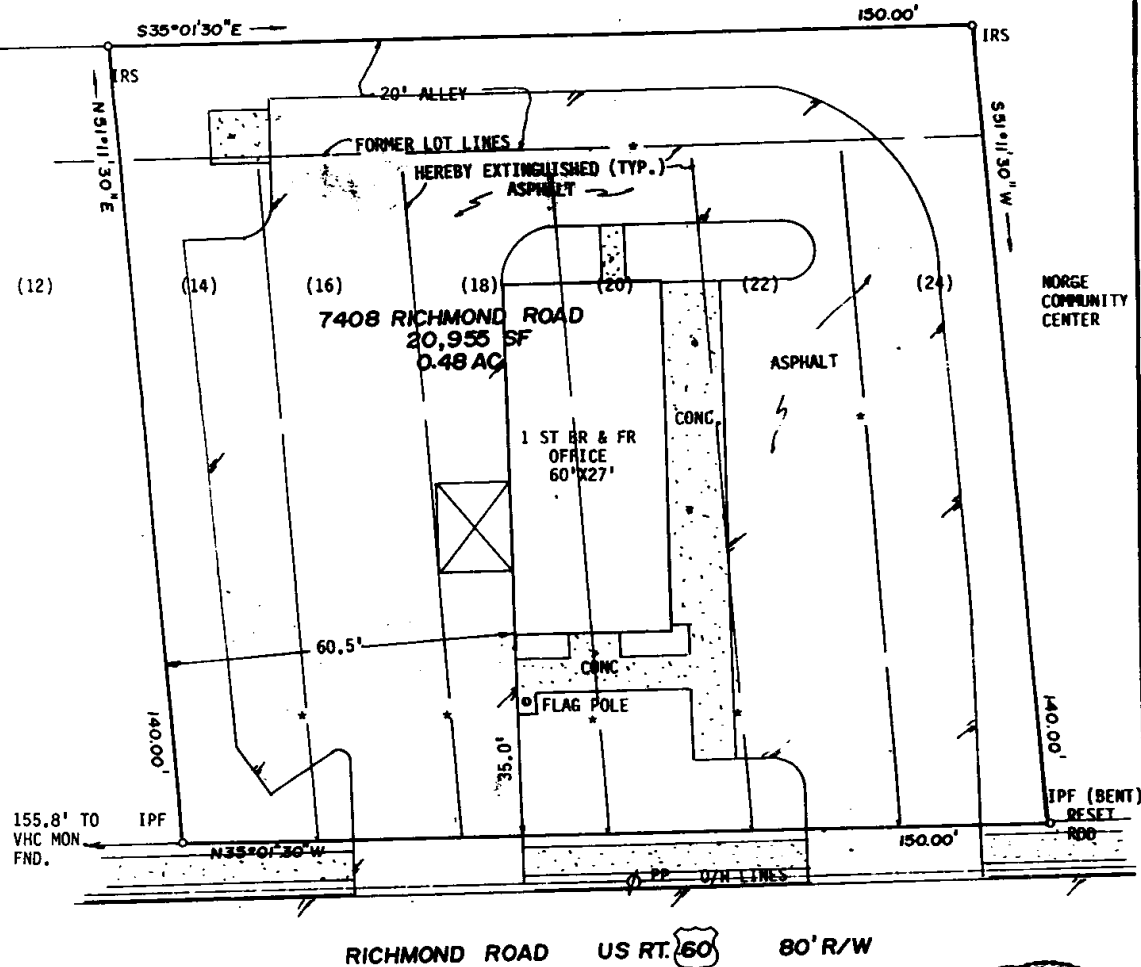 S35°01'30"E
150.00'
IRS
IRS
N51°11'30"E
20' ALLEY
S51°11'30"W
FORMER LOT LINES
HEREBY EXTINGUISHED (TYP.)
ASPHALT
(12)
(14)
(16)
(18)
(20)
(22)
(24)
NORGE
COMMUNITY
CENTER
7408 RICHMOND ROAD
20,955 SF
0.48 AC
ASPHALT
CONC.
1 ST BR & FR
OFFICE
60'X27'
60.5'
CONC
FLAG POLE
140.00'
35.0'
140.00'
155.8' TO
VHC MON
FND.
IPF
IPF (BENT)
RESET
ROD
N35°01'30"W
150.00'
PP O/H LINES
RICHMOND ROAD US RT. 60 80' R/W